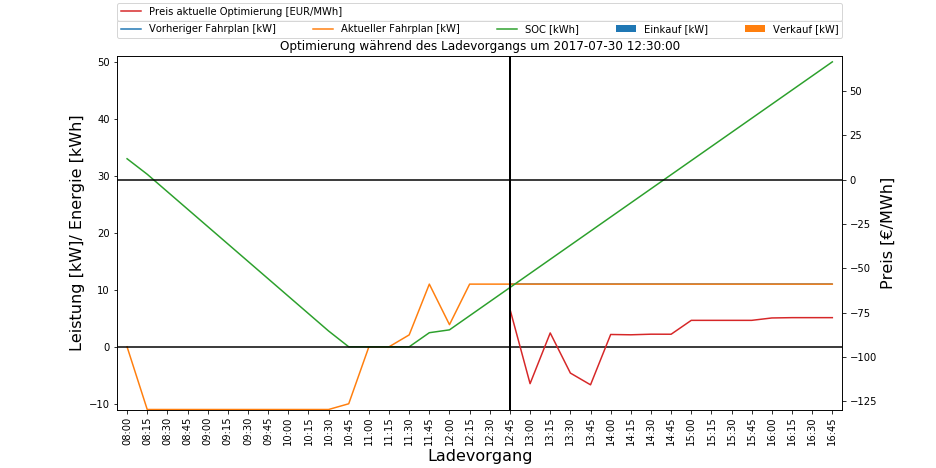 Preis aktuelle Optimierung [EUR/MWh]
Vorheriger Fahrplan [kW] Aktueller Fahrplan [kW] SOC [kWh] Einkauf [kW] Verkauf [kW]
Optimierung während des Ladevorgangs um 2017-07-30 12:30:00
Leistung [kW]/ Energie [kWh]
50
40
30
20
10
0
−10
50
25
0
−25
−50
−75
−100
−125
Preis [€/MWh]
08:00 08:15 08:30 08:45 09:00 09:15 09:30 09:45 10:00 10:15 10:30 10:45 11:00 11:15 11:30 11:45 12:00 12:15 12:30 12:45 13:00 13:15 13:30 13:45 14:00 14:15 14:30 14:45 15:00 15:15 15:30 15:45 16:00 16:15 16:30 16:45
Ladevorgang